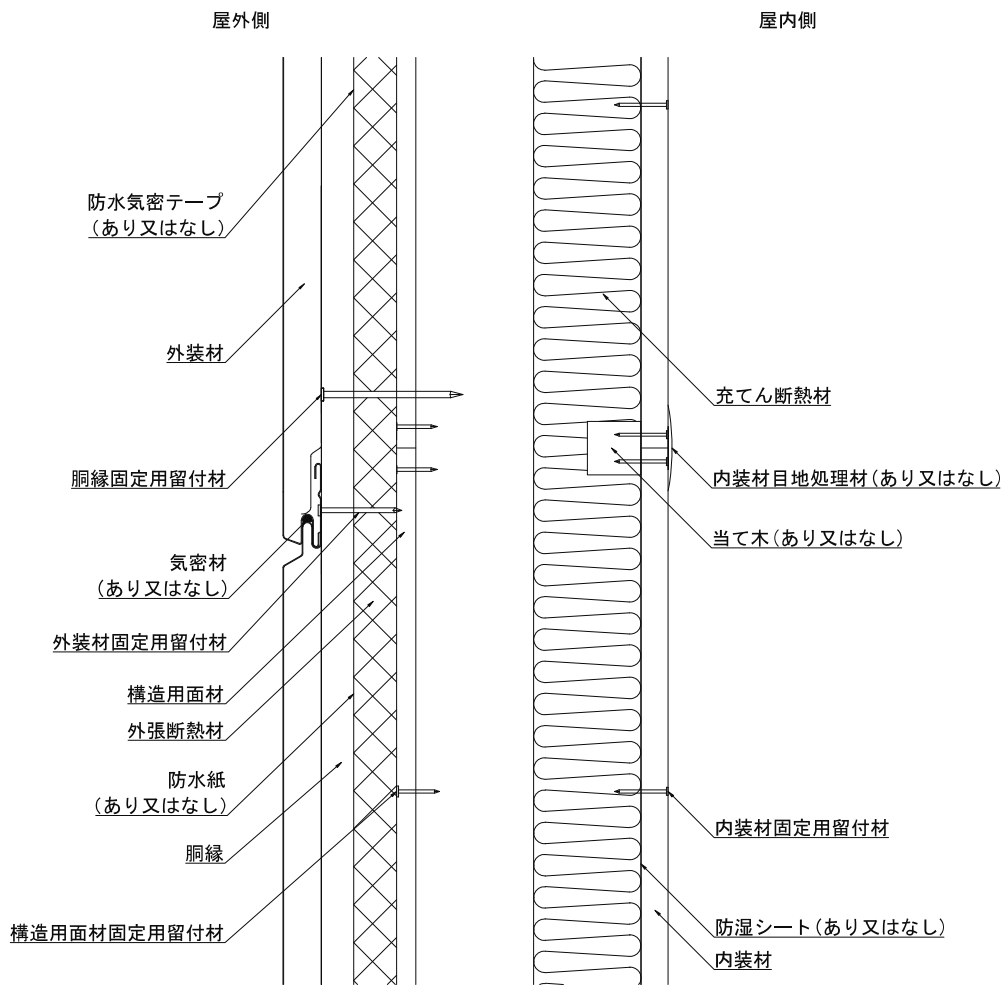 屋外側
屋内側
防水気密テープ
(あり又はなし)
外装材
胴縁固定用留付材
気密材
(あり又はなし)
外装材固定用留付材
構造用面材
外張断熱材
防水紙
(あり又はなし)
胴縁
構造用面材固定用留付材
充てん断熱材
内装材目地処理材(あり又はなし)
当て木(あり又はなし)
内装材固定用留付材
防湿シート(あり又はなし)
内装材